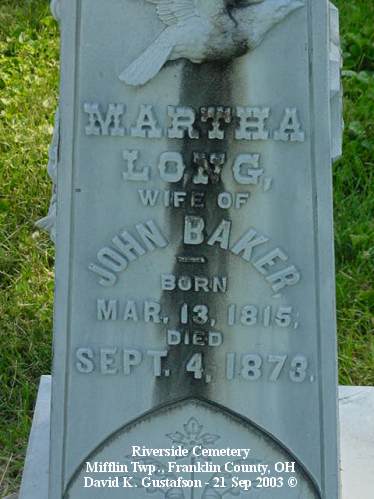 MARTHA
LONG,
WIFE OF
JOHN BAKER,
BORN
MAR. 13. 1815,
DIED
SEPT. 4, 1873.
Riverside Cemetery
Mifflin Twp., Franklin County, OH
David K. Gustafson - 21 Sep 2003 ©